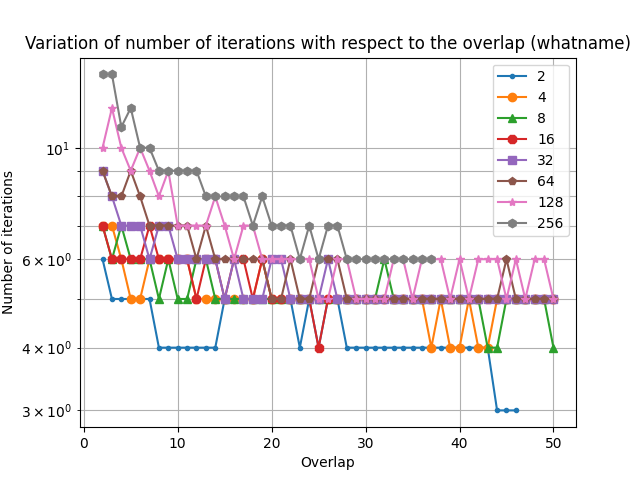 Variation of number of iterations with respect to the overlap (whatname)
Number of iterations
10¹
6 × 10⁰
4 × 10⁰
3 × 10⁰
2
4
8
16
32
64
128
256
0 10 20 30 40 50
Overlap